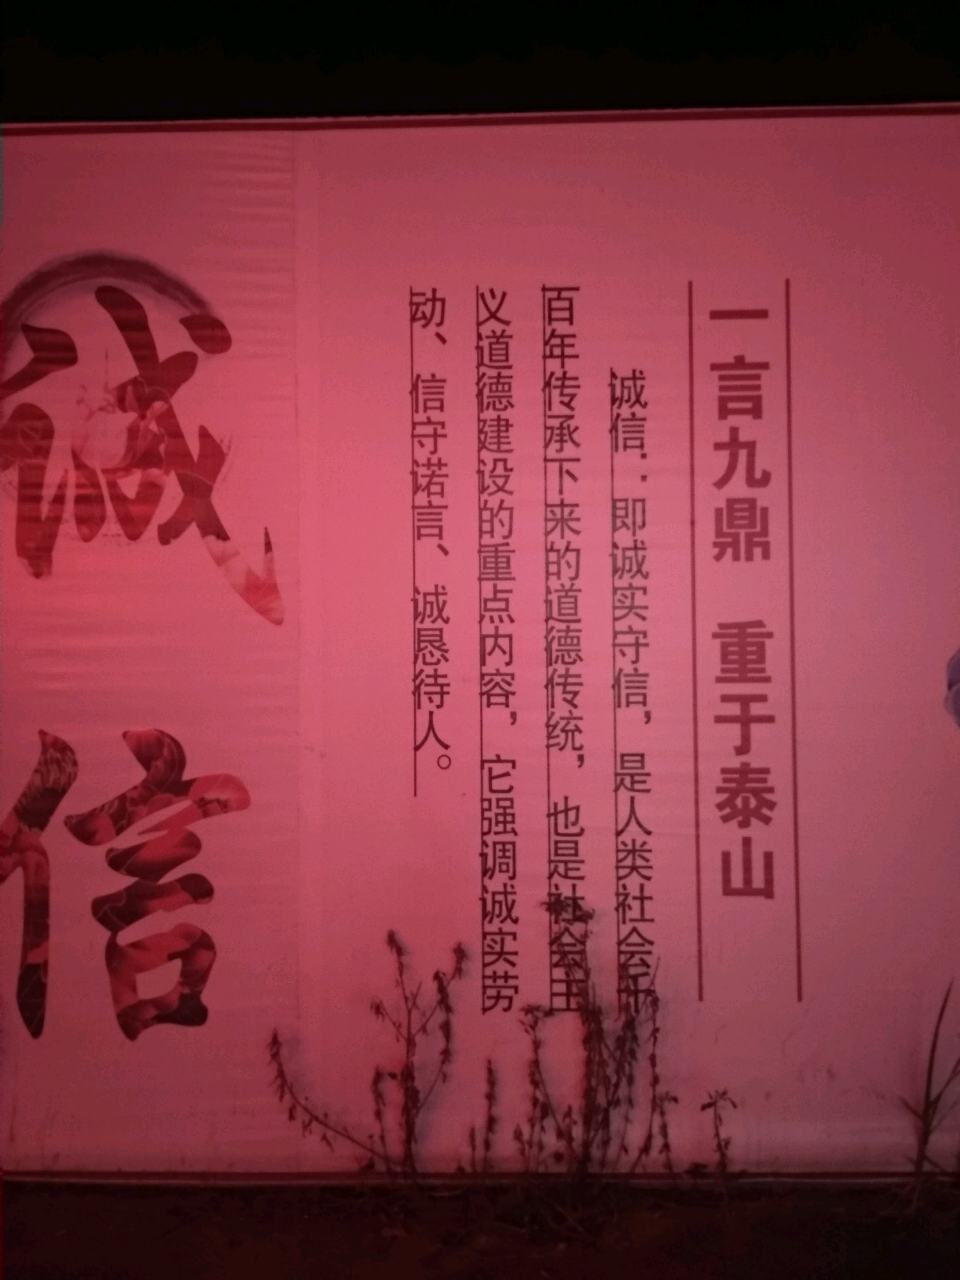 一言九鼎 重于泰山
诚信：即诚实守信，是人类社会千
百年传承下来的道德传统，也是社会主
义道德建设的重点内容，它强调诚实劳
动、信守诺言、诚恳待人。
诚信